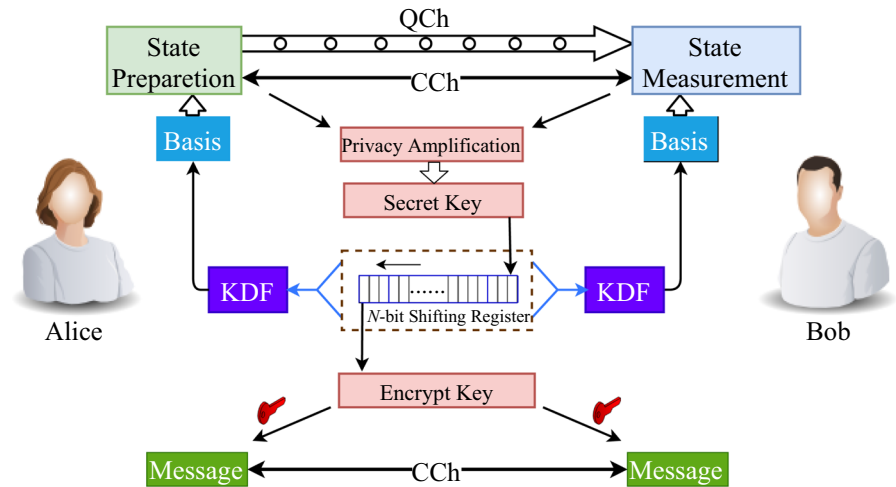 QCh
State
Preparetion
State
Measurement
CCh
Basis
Basis
Privacy Amplification
Secret Key
KDF
......
KDF
N-bit Shifting Register
Alice
Bob
Encrypt Key
Message
CCh
Message